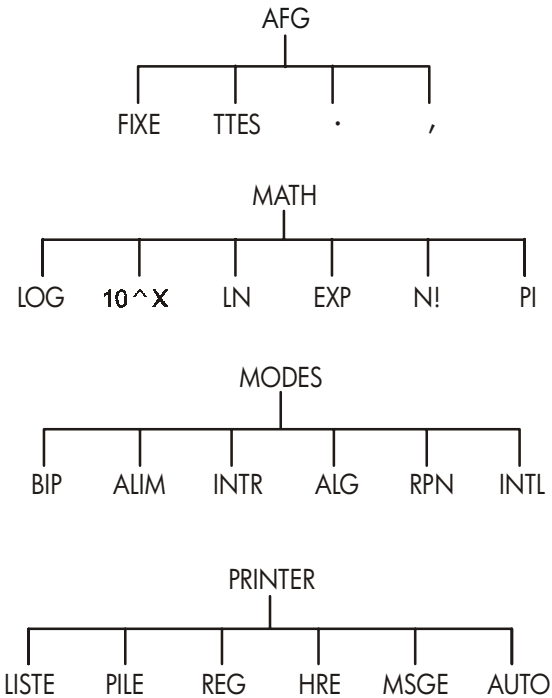 AFG
FIXE TTES . ,
MATH
LOG 10^X LN EXP N! PI
MODES
BIP ALIM INTR ALG RPN INTL
PRINTER
LISTE PILE REG HRE MSGE AUTO